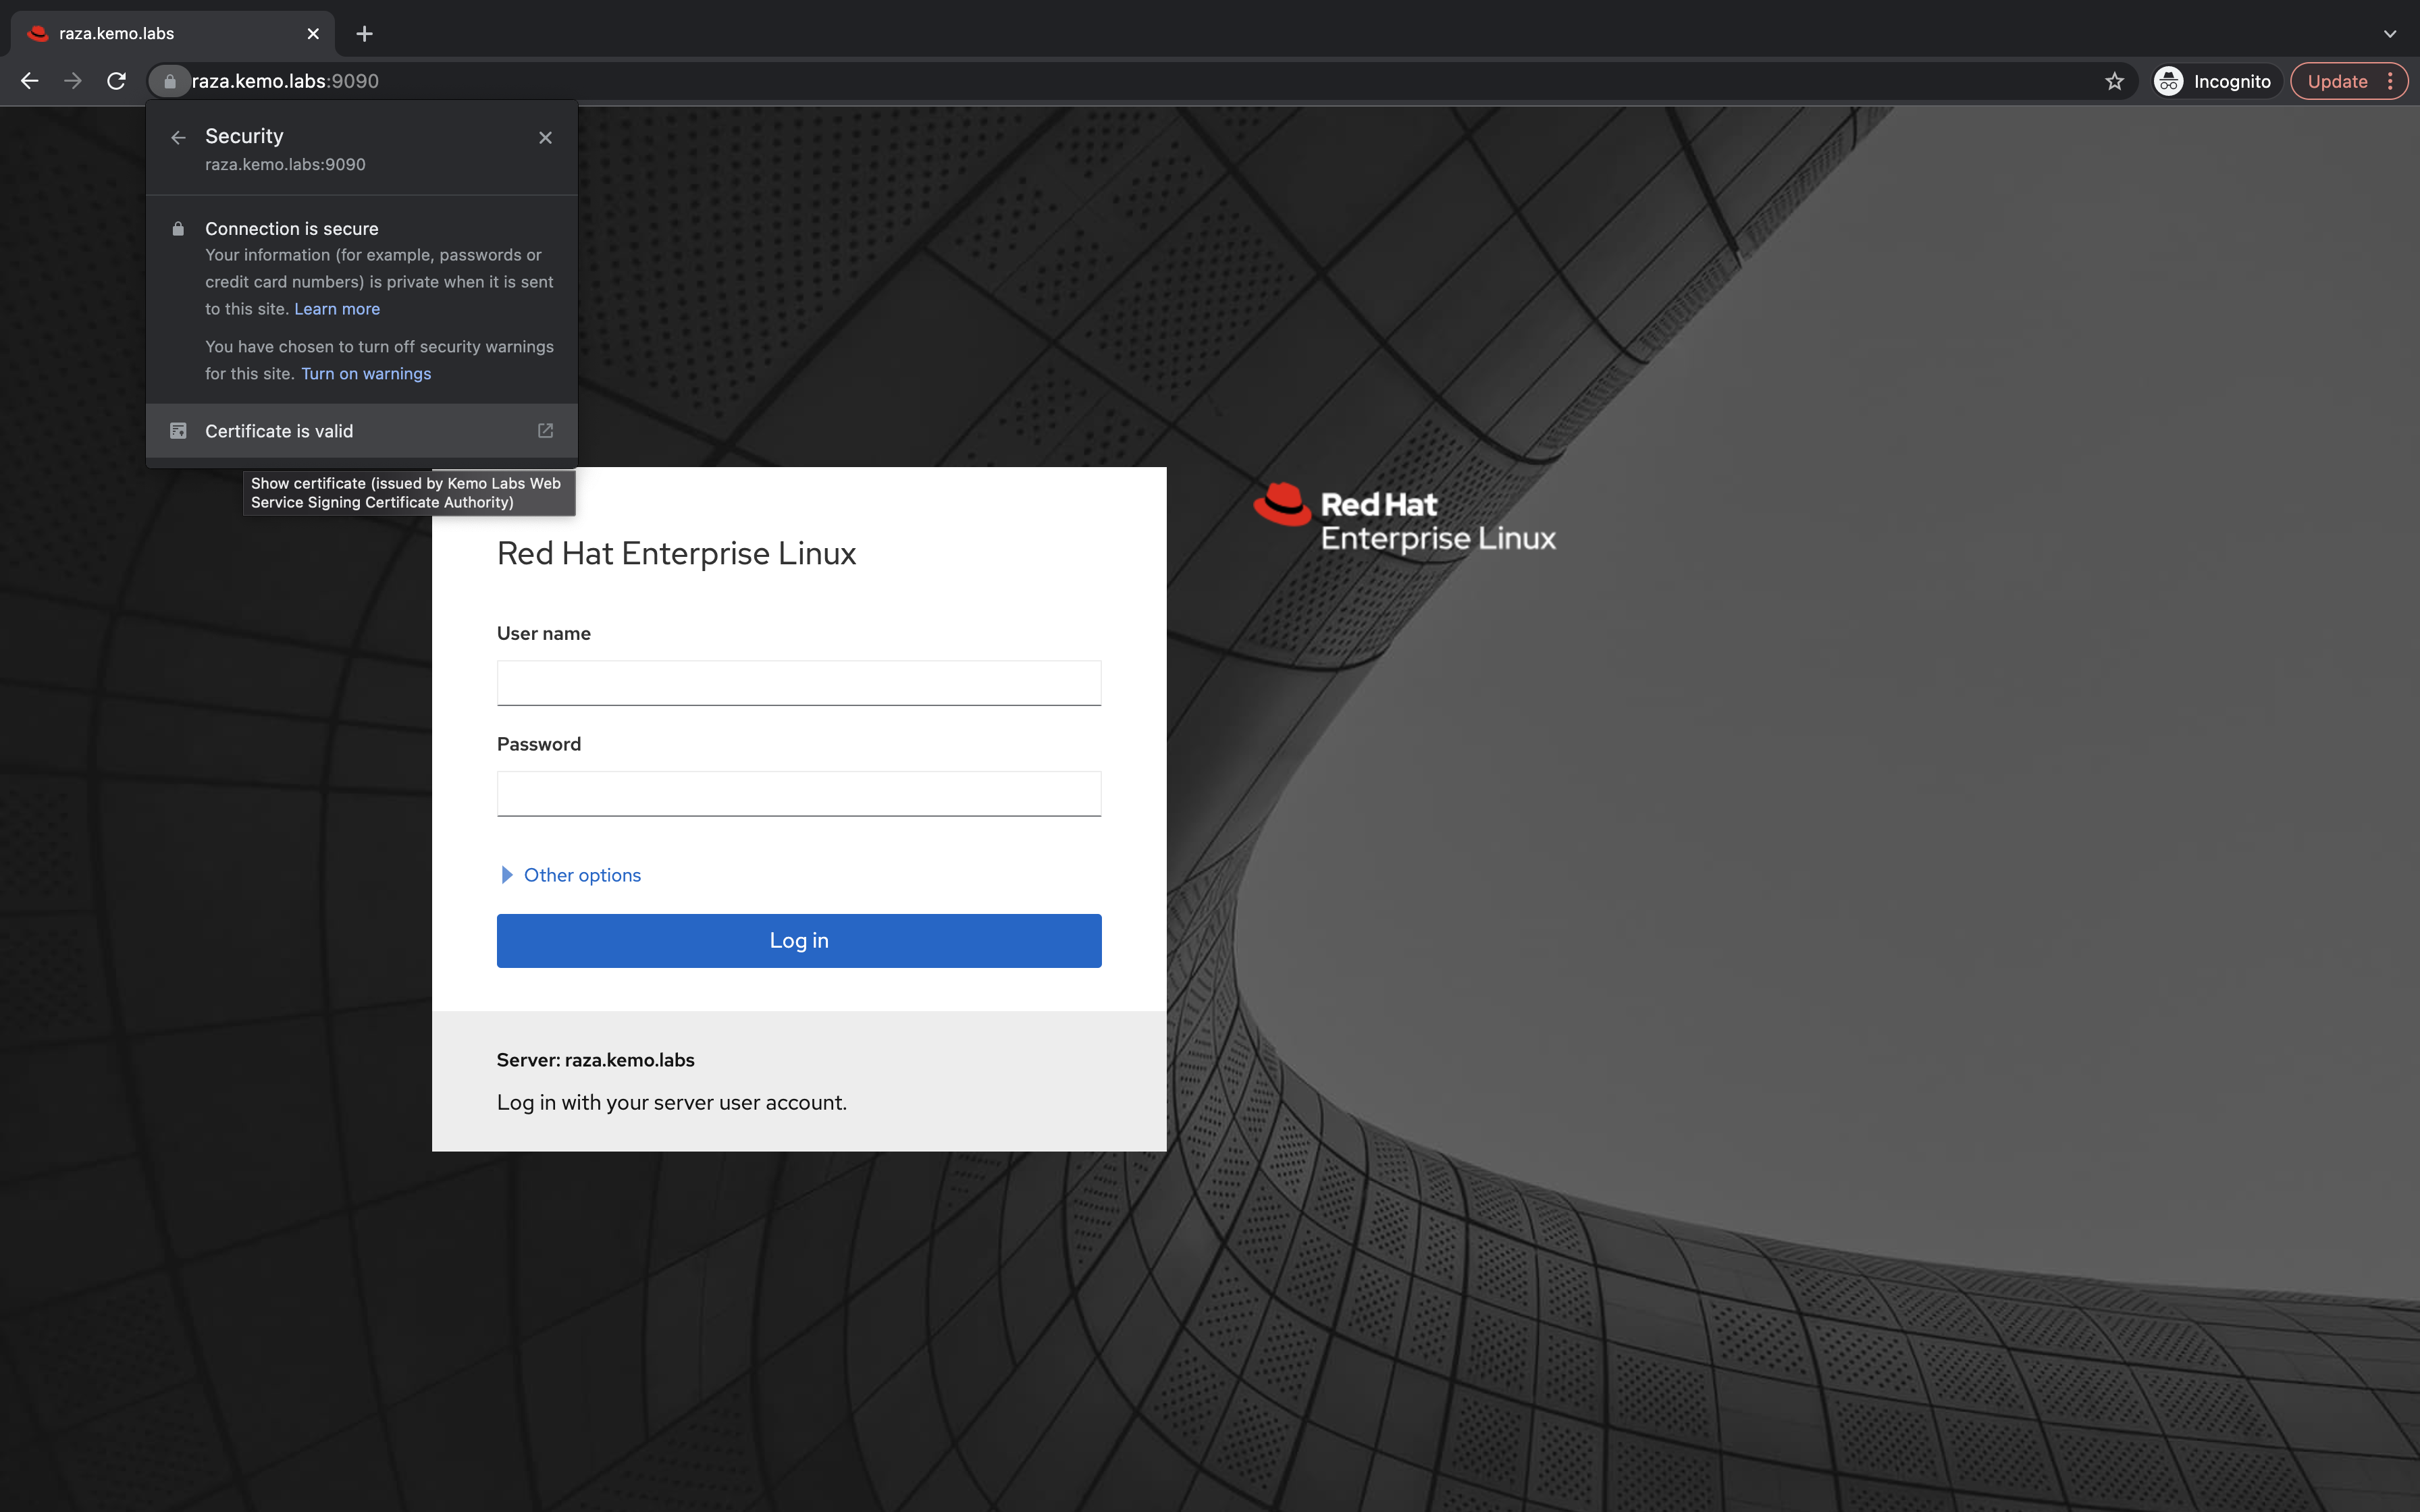 raza.kemo.labs
raza.kemo.labs:9090
Incognito
Update
Security
raza.kemo.labs:9090
Connection is secure
Your information (for example, passwords or
credit card numbers) is private when it is sent
to this site. Learn more
You have chosen to turn off security warnings
for this site. Turn on warnings
Certificate is valid
Show certificate (issued by Kemo Labs Web
Service Signing Certificate Authority)
Red Hat
Enterprise Linux
Red Hat Enterprise Linux
User name
Password
Other options
Log in
Server: raza.kemo.labs
Log in with your server user account.